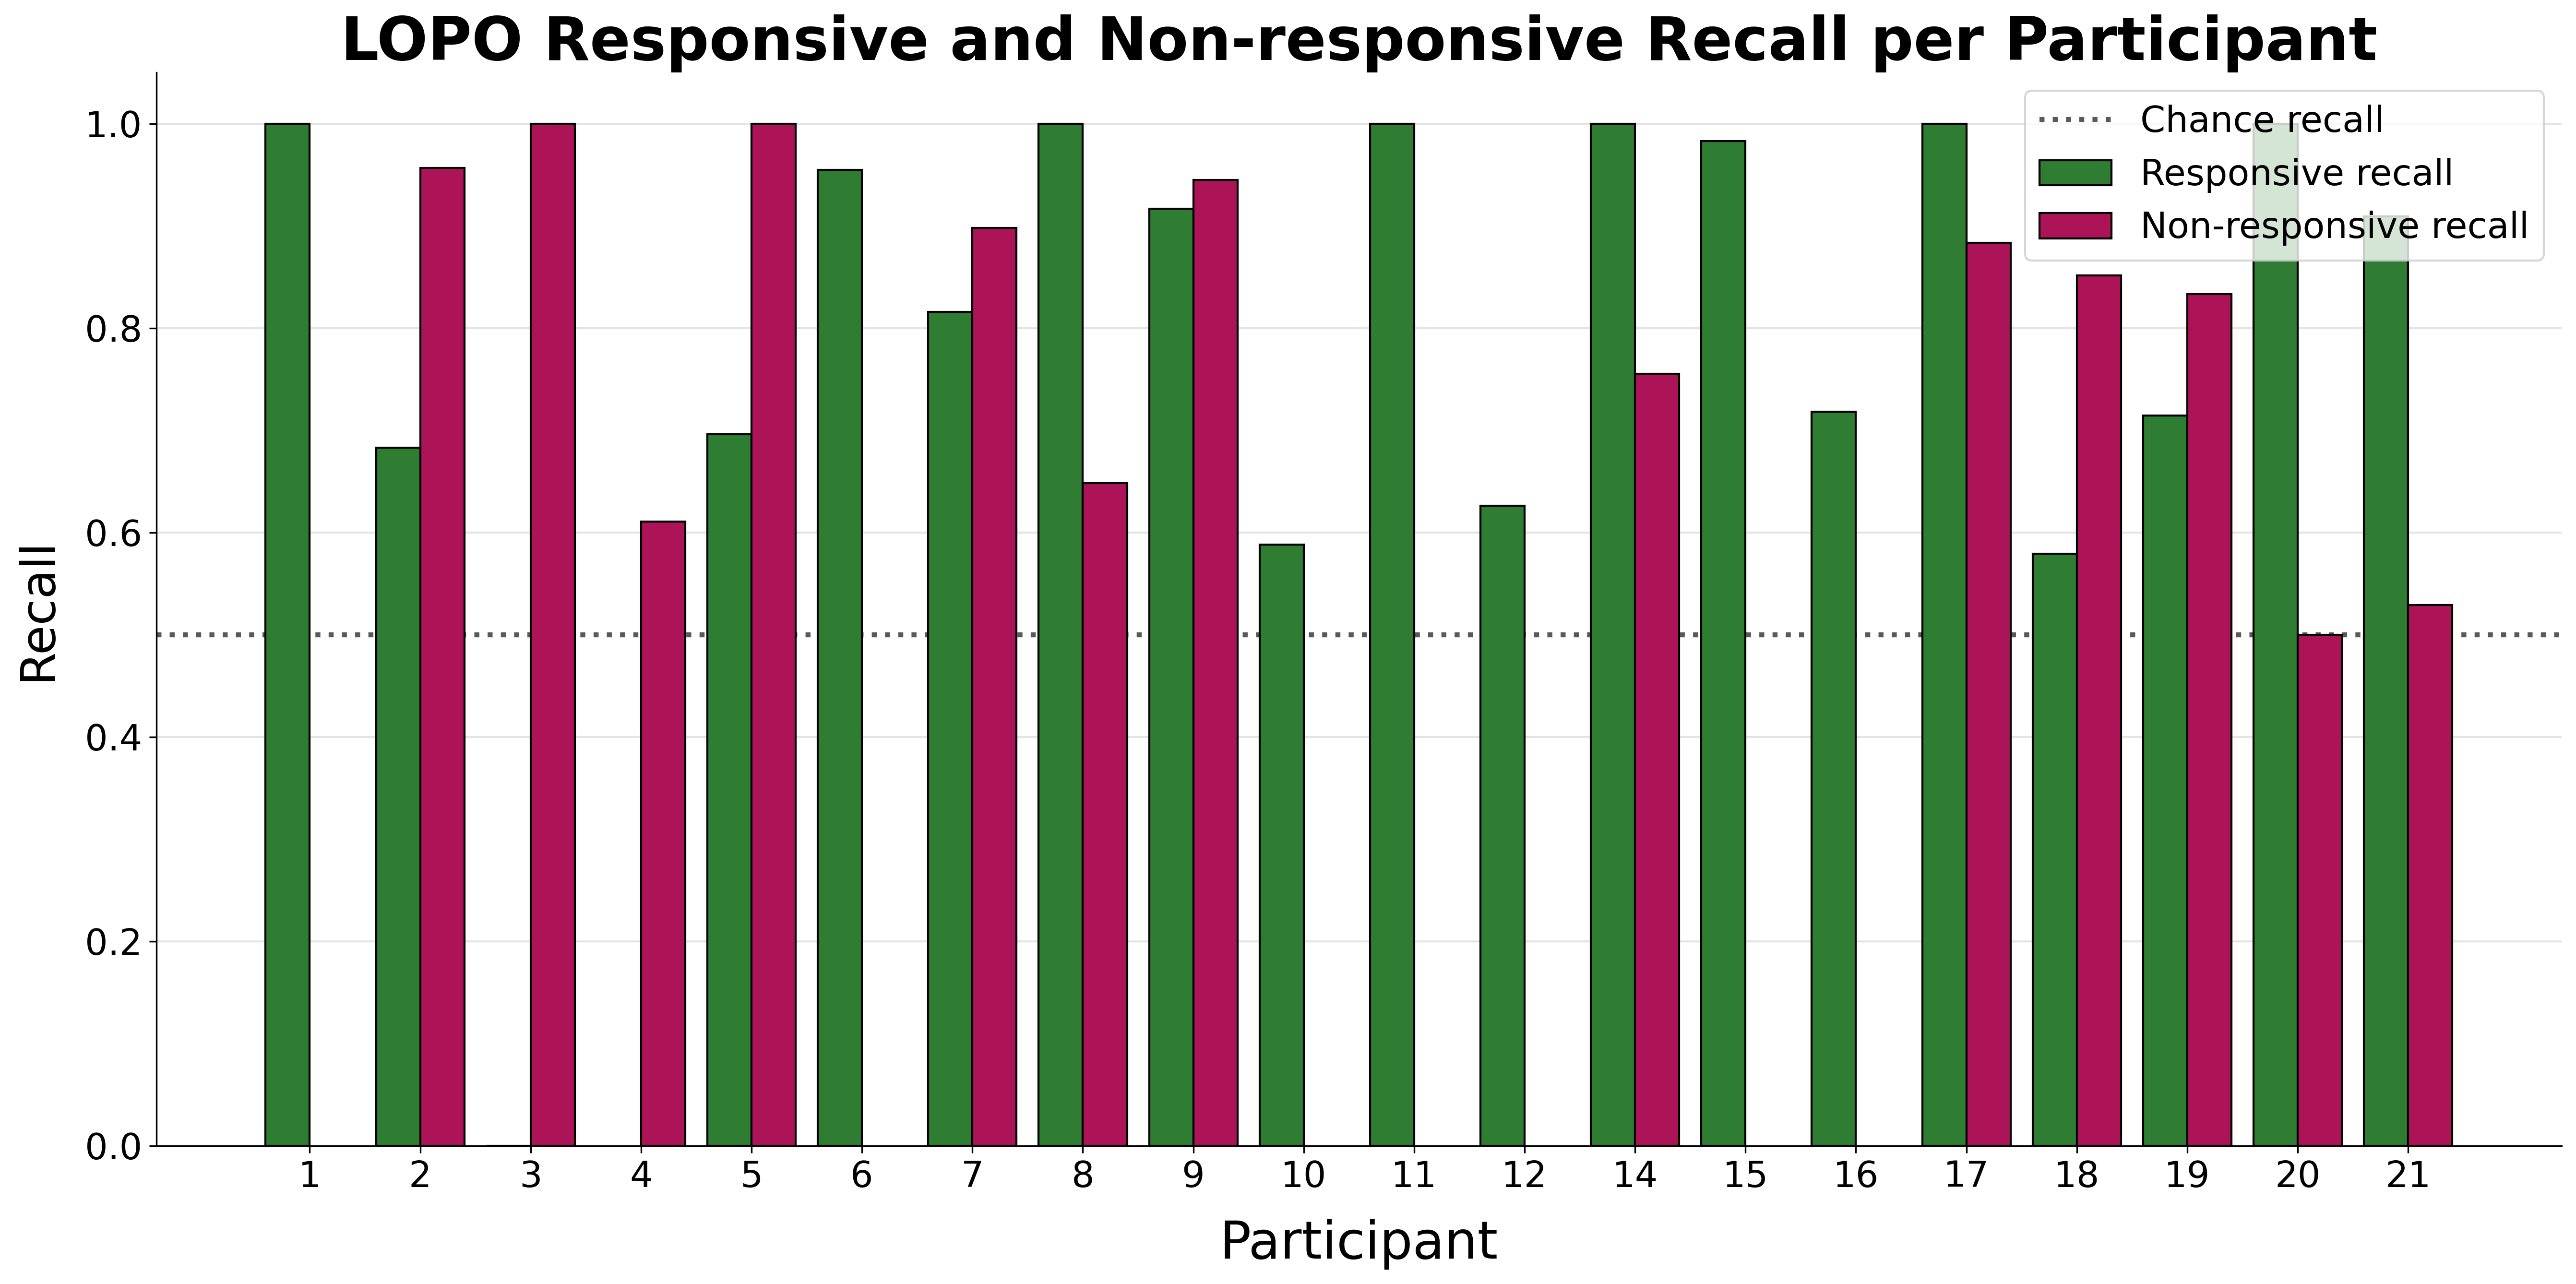 LOPO Responsive and Non-responsive Recall per Participant
Chance recall
Responsive recall
Non-responsive recall
Recall
1.0
0.8
0.6
0.4
0.2
0.0
1 2 3 4 5 6 7 8 9 10 11 12 14 15 16 17 18 19 20 21
Participant